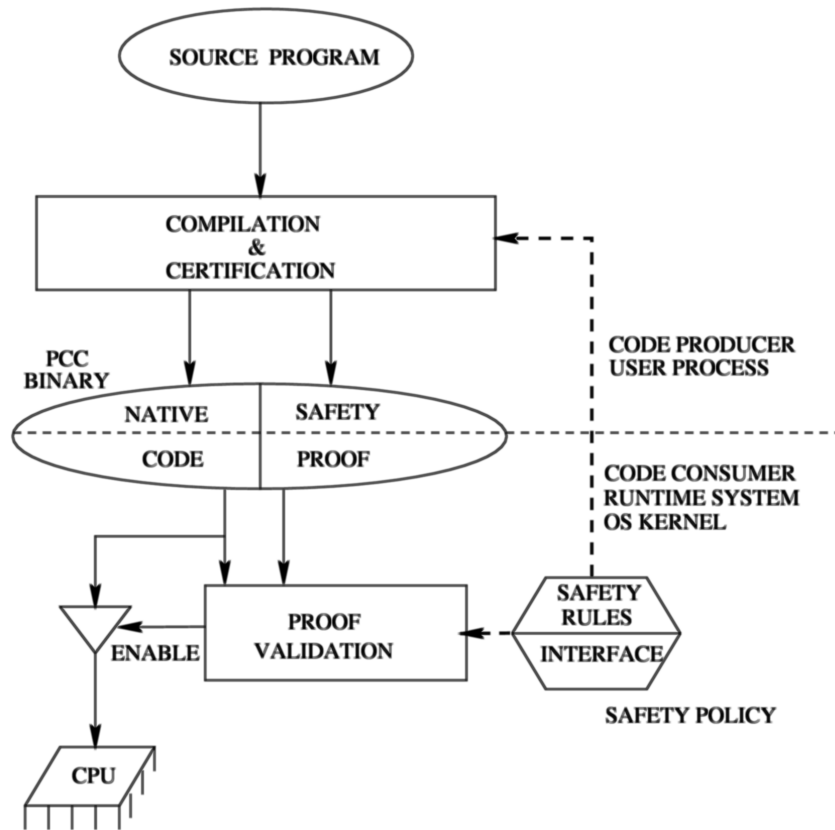 SOURCE PROGRAM
COMPILATION
&
CERTIFICATION
CODE PRODUCER
USER PROCESS
PCC
BINARY
NATIVE
SAFETY
CODE
PROOF
CODE CONSUMER
RUNTIME SYSTEM
OS KERNEL
SAFETY
RULES
INTERFACE
PROOF
VALIDATION
ENABLE
SAFETY POLICY
CPU